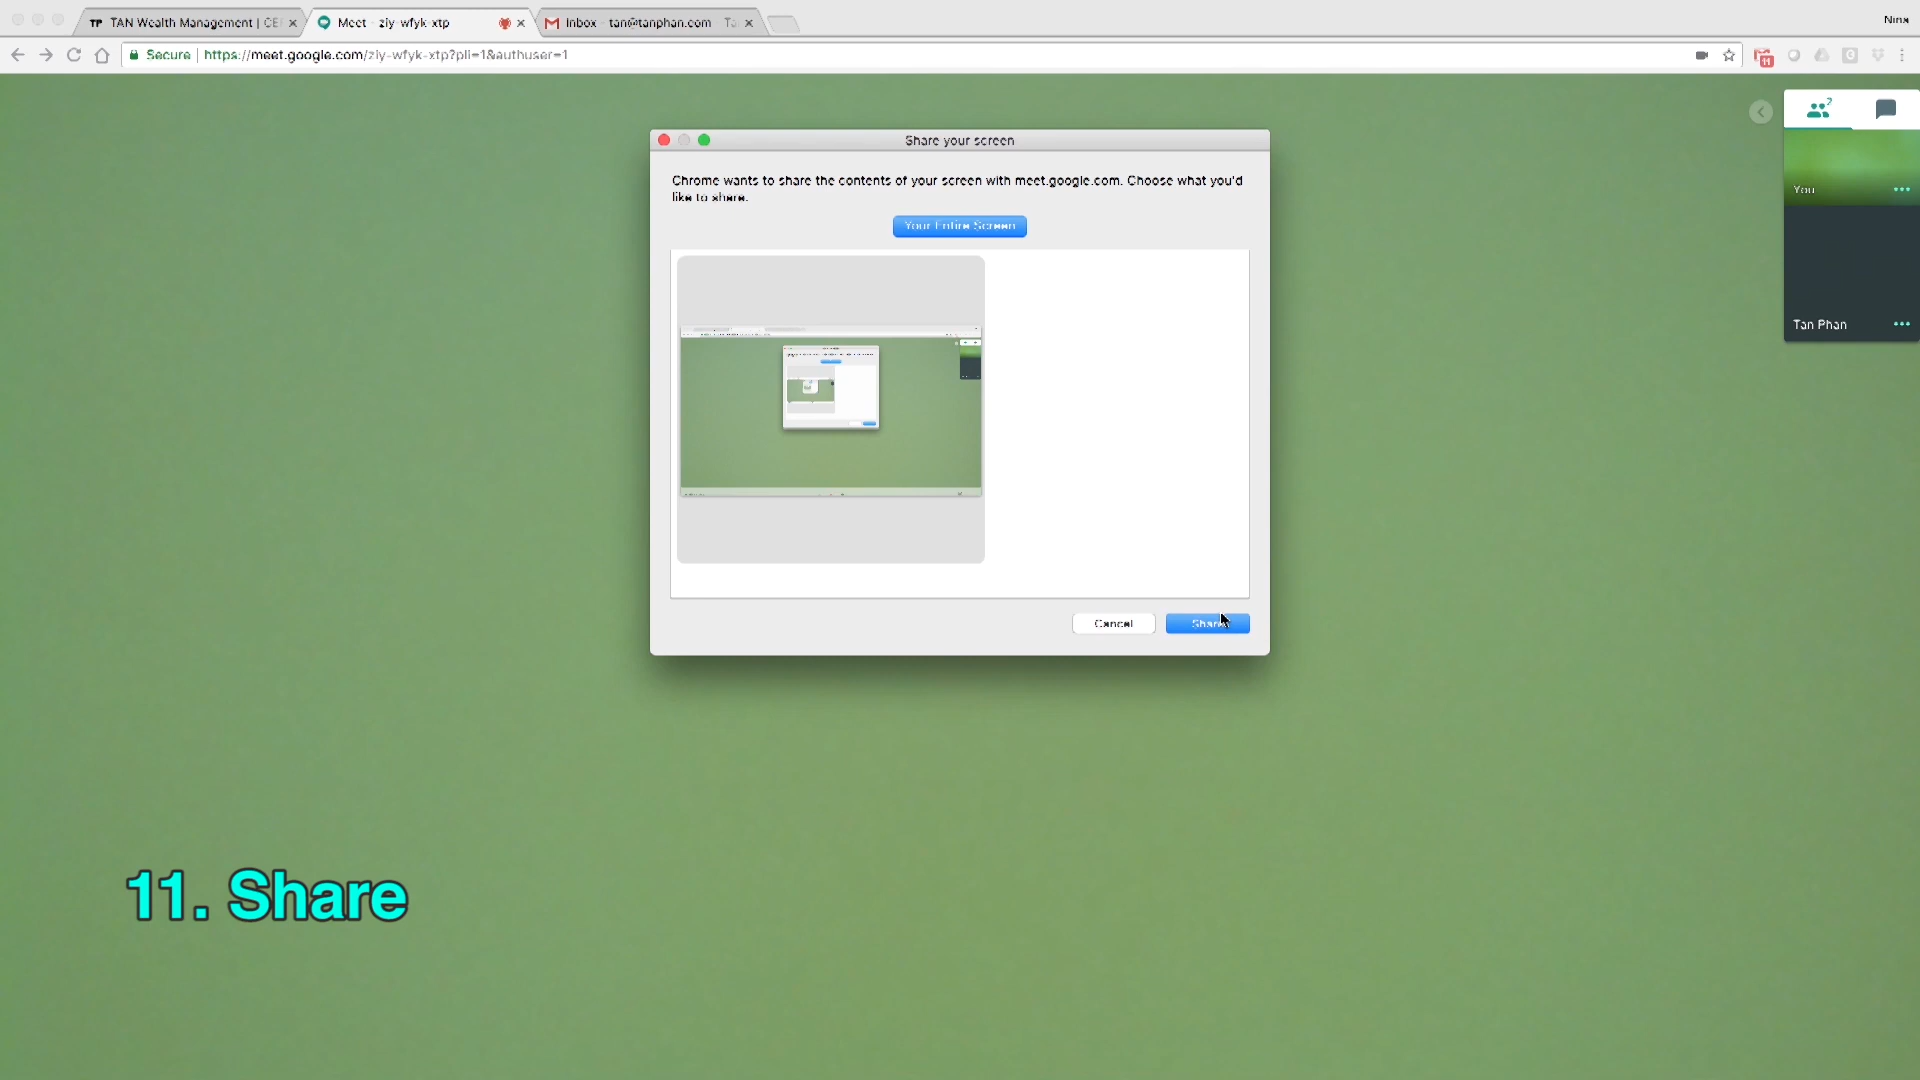 TAN Wealth Management | CE
Meet - ziy-wfyk-xtp
Inbox - tan@tanphan.com
Nina
Secure
https://meet.google.com/ziy-wfyk-xtp?pli=1&authuser=1
11
2
Share your screen
Chrome wants to share the contents of your screen with meet.google.com. Choose what you'd
like to share.
Your Entire Screen
You
Tan Phan
Cancel
Share
11. Share